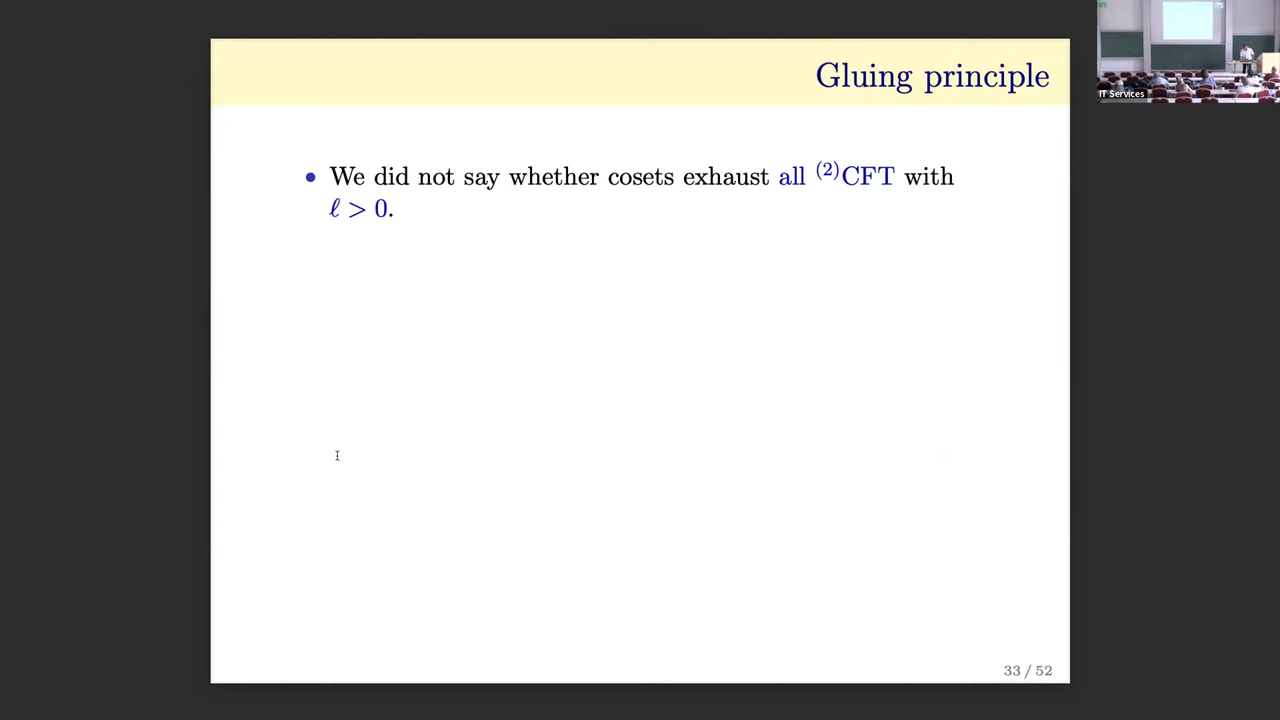 Gluing principle
• We did not say whether cosets exhaust all ⁽²⁾CFT with
ℓ > 0.
33 / 52
IT Services